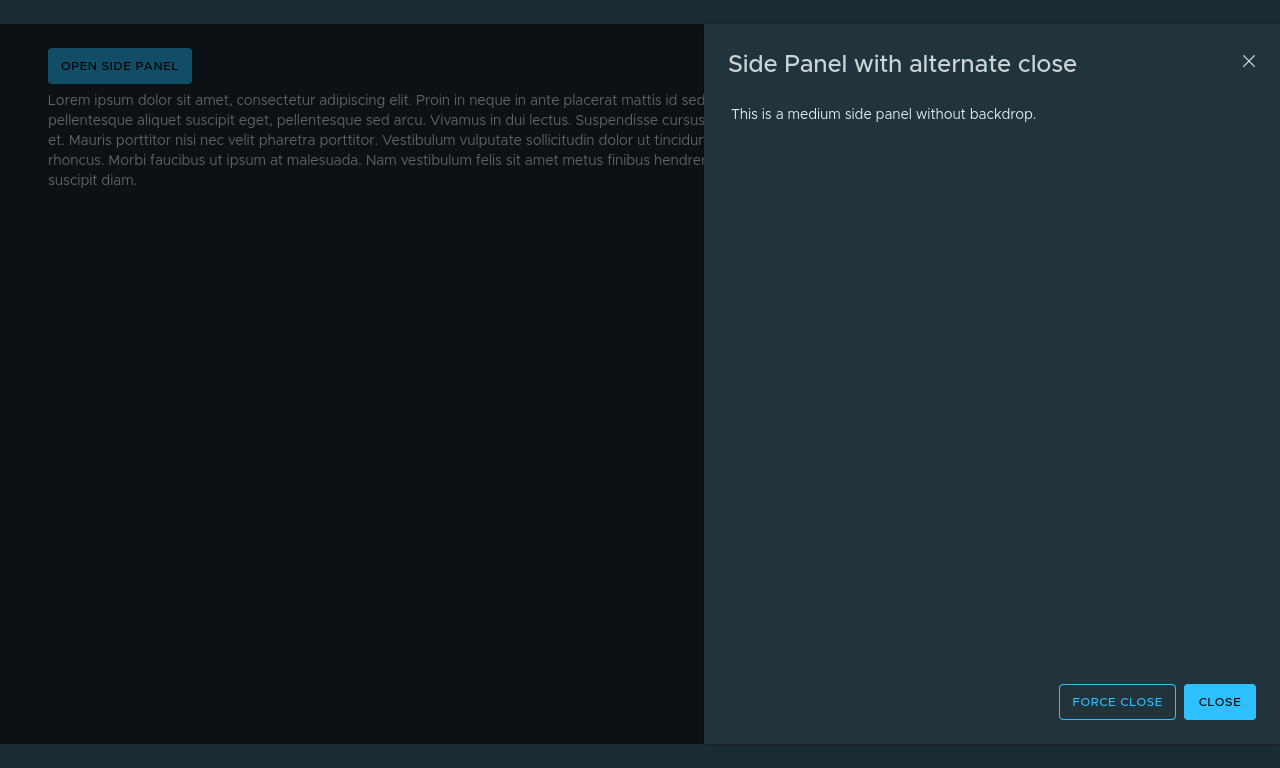 OPEN SIDE PANEL
Lorem ipsum dolor sit amet, consectetur adipiscing elit. Proin in neque in ante placerat mattis id sed
pellentesque aliquet suscipit eget, pellentesque sed arcu. Vivamus in dui lectus. Suspendisse cursus
et. Mauris porttitor nisi nec velit pharetra porttitor. Vestibulum vulputate sollicitudin dolor ut
rhoncus. Morbi faucibus ut ipsum at malesuada. Nam vestibulum felis sit amet metus finibus
suscipit diam.
Side Panel with alternate close
This is a medium side panel without backdrop.
FORCE CLOSE
CLOSE